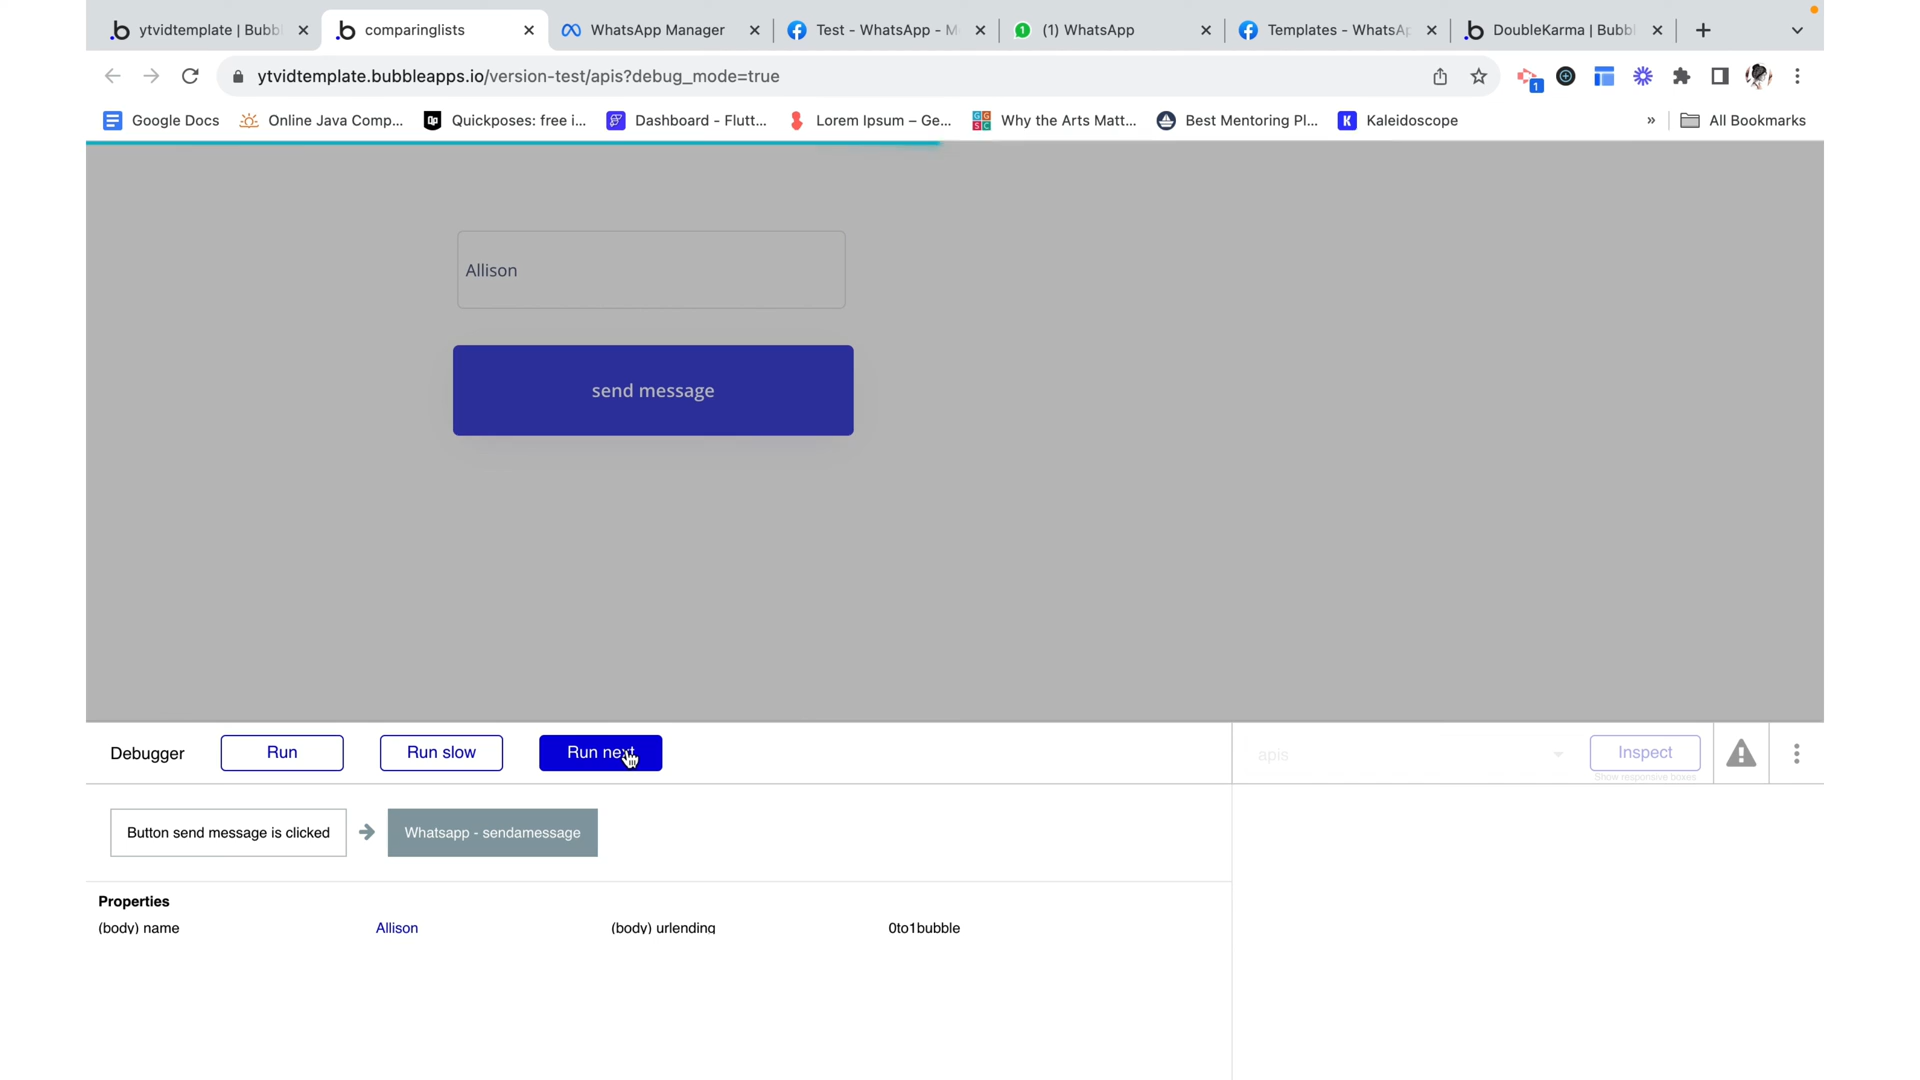 ytvidtemplate | Bubbl
comparinglists
WhatsApp Manager
Test - WhatsApp - M
(1) WhatsApp
Templates - WhatsAp
DoubleKarma | Bubbl
ytvidtemplate.bubbleapps.io/version-test/apis?debug_mode=true
1
Google Docs
Online Java Comp...
Quickposes: free i...
Dashboard - Flutt...
Lorem Ipsum – Ge...
Why the Arts Matt...
Best Mentoring Pl...
Kaleidoscope
»
All Bookmarks
Allison
send message
Debugger
Run
Run slow
Run next
apis
Inspect
Show responsive boxes
Button send message is clicked
Whatsapp - sendamessage
Properties
(body) name
Allison
(body) urlending
0to1bubble